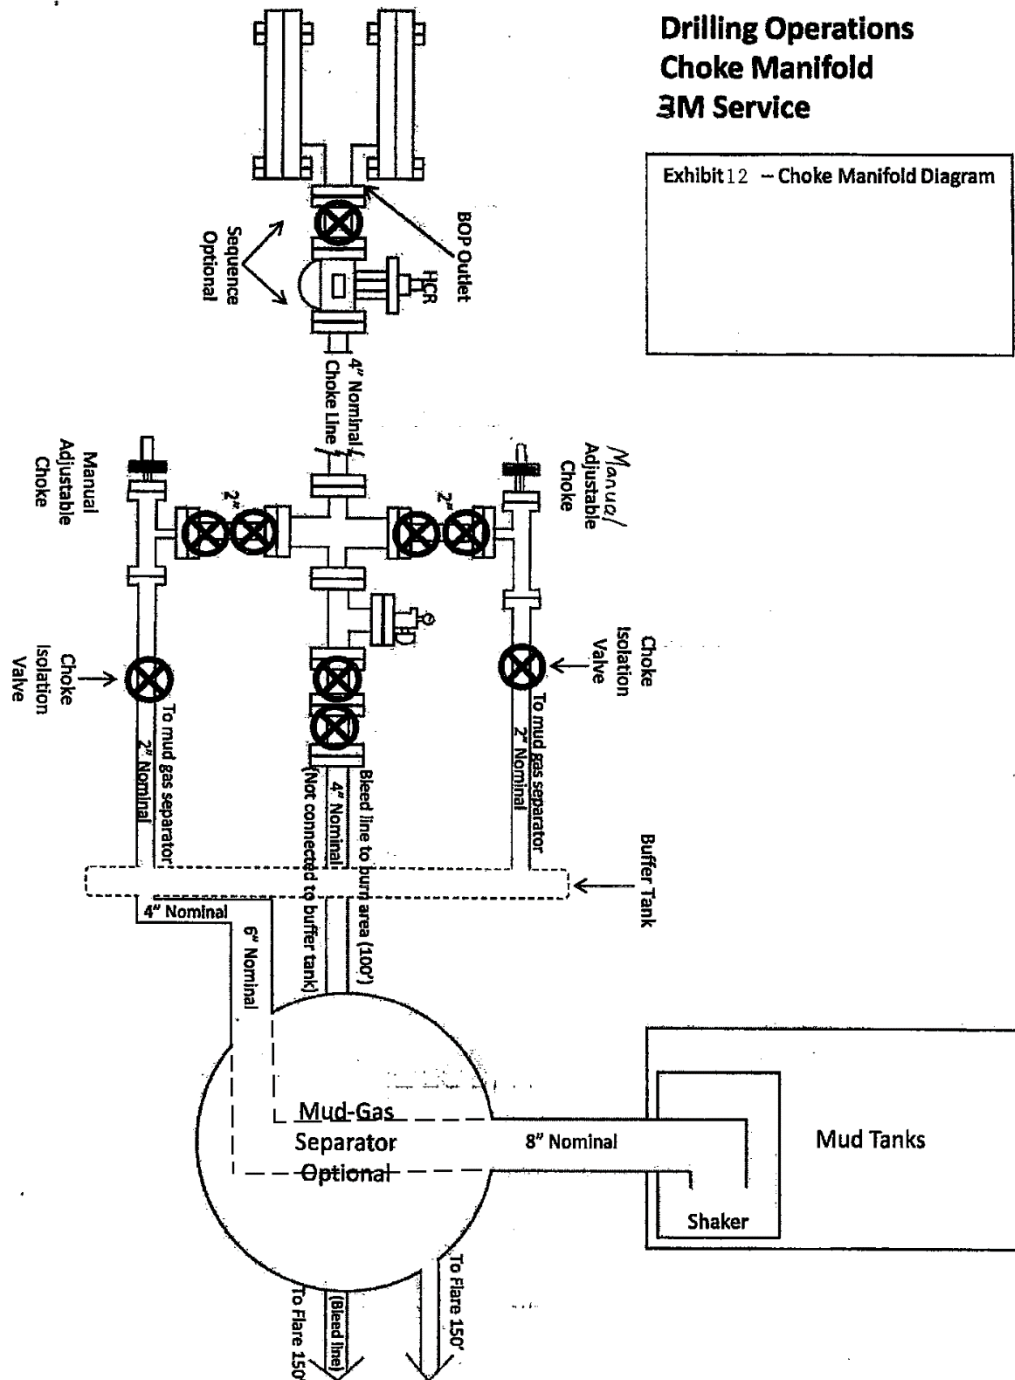 Drilling Operations
Choke Manifold
3M Service
Exhibit 12 – Choke Manifold Diagram
BOP Outlet
HCR
Sequence
Optional
4" Nominal
Choke Line
Manual
Adjustable
Choke
2"
2"
Manual
Adjustable
Choke
Choke
Isolation
Valve
Choke
Isolation
Valve
To mud gas separator
2" Nominal
Bleed line to burn area (100')
4" Nominal
(Not connected to buffer tank)
To mud gas separator
2" Nominal
Buffer Tank
4" Nominal
6" Nominal
Mud-Gas
Separator
Optional
8" Nominal
Mud Tanks
Shaker
To Flare 150'
(Bleed line)
To Flare 150'